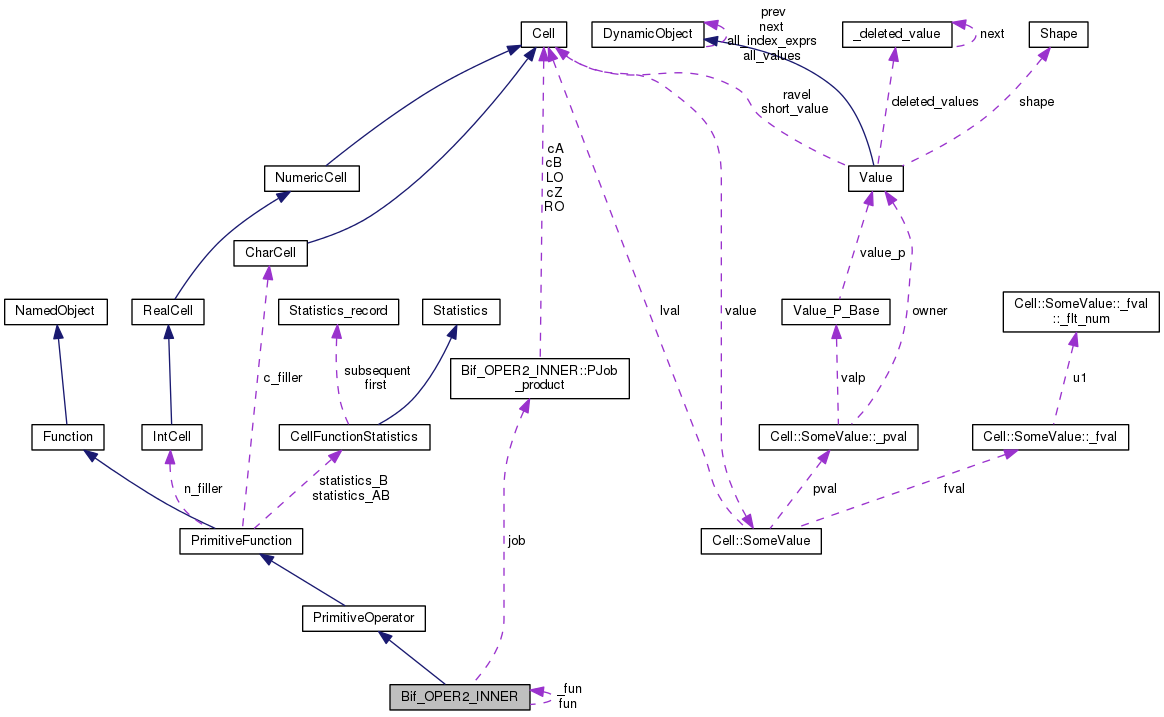 prev
next
all_index_exprs
all_values
Cell
DynamicObject
_deleted_value
next
Shape
ravel
short_value
deleted_values
shape
cA
cB
LO
cZ
RO
NumericCell
Value
CharCell
value_p
NamedObject
RealCell
Statistics_record
Statistics
lval
value
Value_P_Base
owner
Cell::SomeValue::_fval
::_flt_num
c_filler
subsequent
first
Bif_OPER2_INNER::PJob
_product
valp
u1
Function
IntCell
CellFunctionStatistics
Cell::SomeValue::_pval
Cell::SomeValue::_fval
n_filler
statistics_B
statistics_AB
pval
fval
PrimitiveFunction
job
Cell::SomeValue
PrimitiveOperator
Bif_OPER2_INNER
_fun
fun